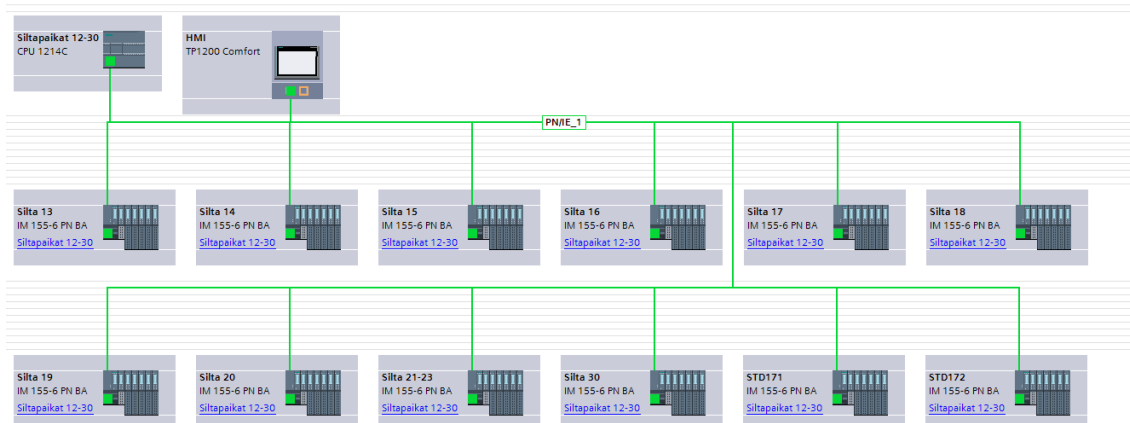 Siltapaikat 12-30
CPU 1214C
HMI
TP1200 Comfort
PN/IE_1
Silta 13
IM 155-6 PN BA
Siltapaikat 12-30
Silta 14
IM 155-6 PN BA
Siltapaikat 12-30
Silta 15
IM 155-6 PN BA
Siltapaikat 12-30
Silta 16
IM 155-6 PN BA
Siltapaikat 12-30
Silta 17
IM 155-6 PN BA
Siltapaikat 12-30
Silta 18
IM 155-6 PN BA
Siltapaikat 12-30
Silta 19
IM 155-6 PN BA
Siltapaikat 12-30
Silta 20
IM 155-6 PN BA
Siltapaikat 12-30
Silta 21-23
IM 155-6 PN BA
Siltapaikat 12-30
Silta 30
IM 155-6 PN BA
Siltapaikat 12-30
STD171
IM 155-6 PN BA
Siltapaikat 12-30
STD172
IM 155-6 PN BA
Siltapaikat 12-30